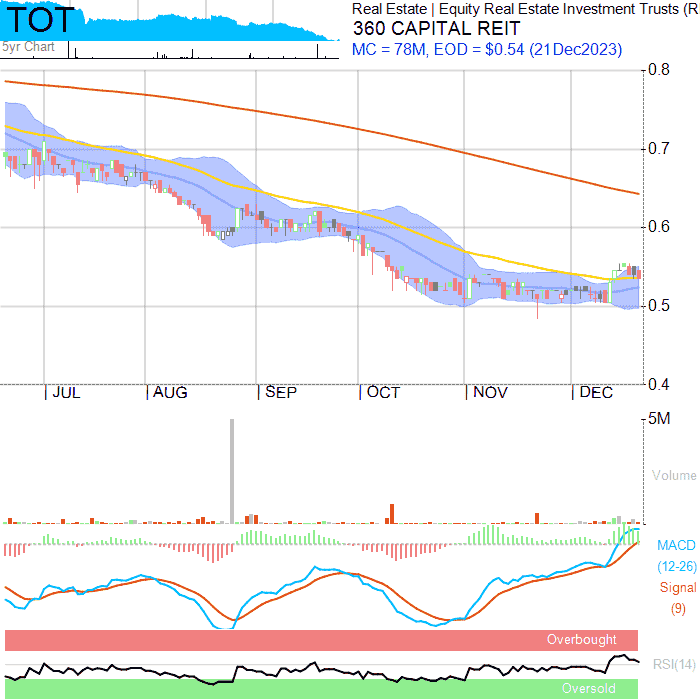 TOT
5yr Chart
Real Estate | Equity Real Estate Investment Trusts (R
360 CAPITAL REIT
MC = 78M, EOD = $0.54 (21Dec2023)
0.8
0.7
0.6
0.5
0.4
JUL AUG SEP OCT NOV DEC
5M
Volume
MACD
(12-26)
Signal
(9)
Overbought
RSI(14)
Oversold